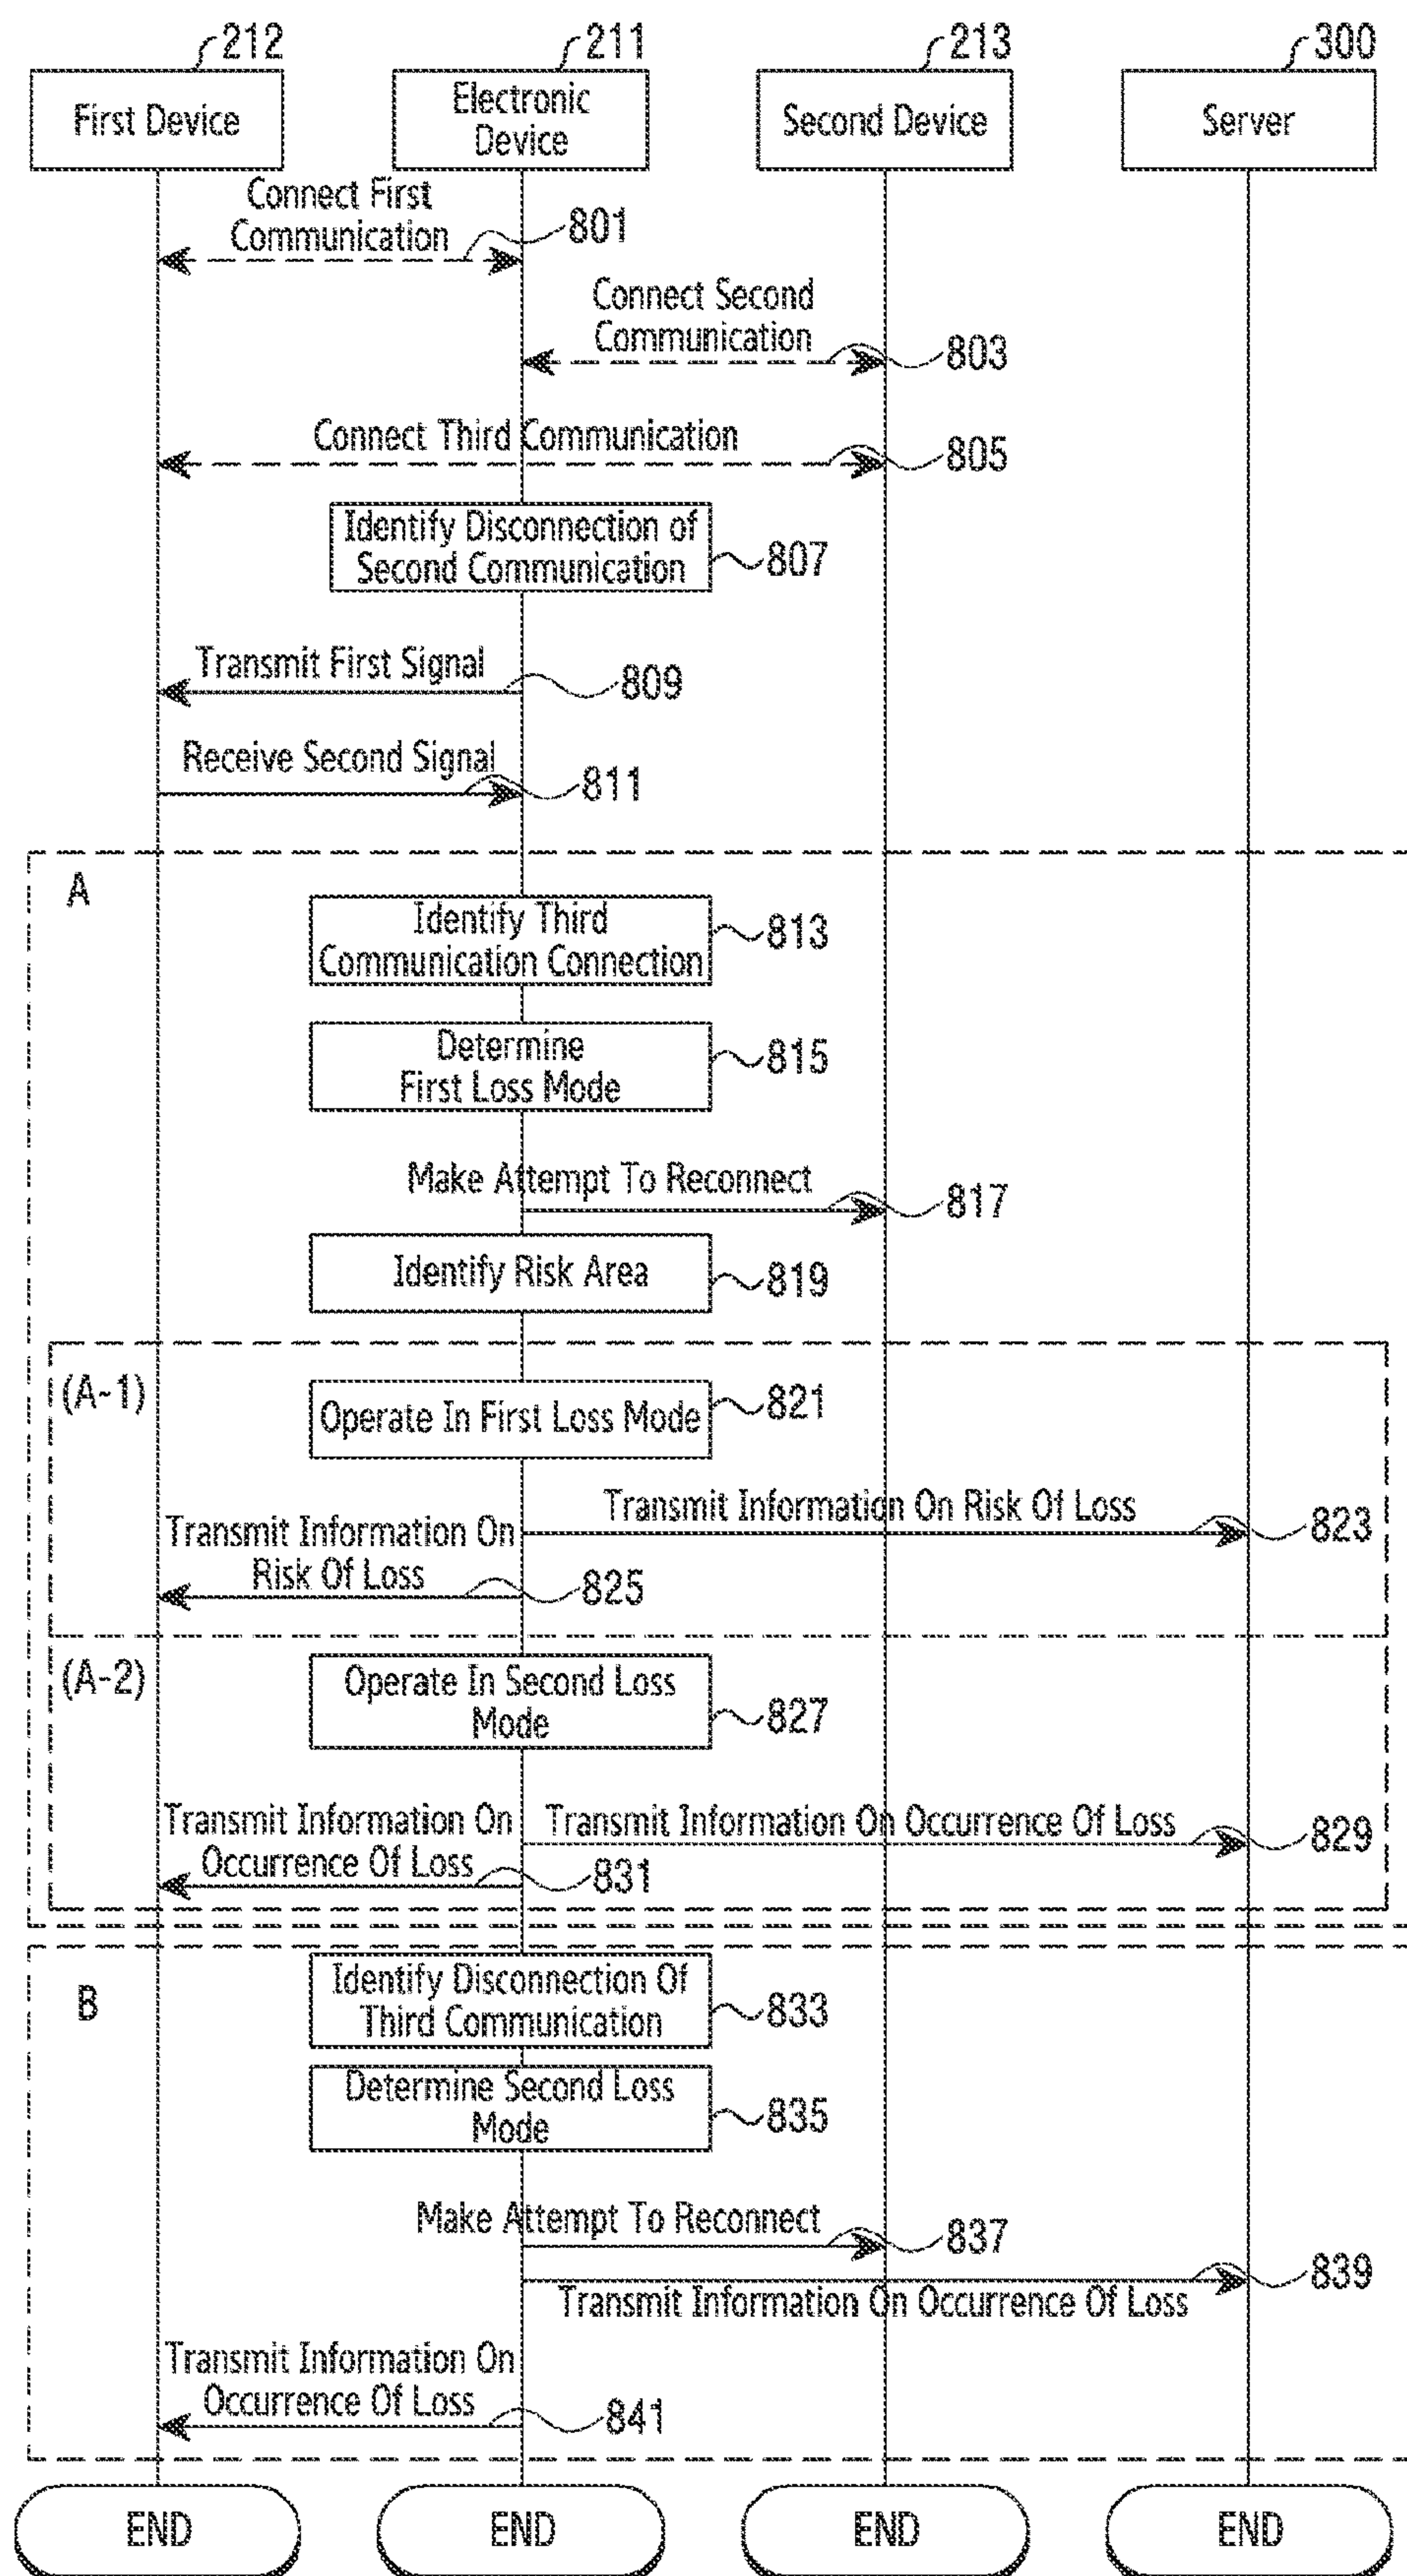 212
211
213
300
First Device
Electronic
Device
Second Device
Server
Connect First
Communication
801
Connect Second
Communication
803
Connect Third Communication
805
Identify Disconnection of
Second Communication
807
Transmit First Signal
809
Receive Second Signal
811
A
Identify Third
Communication Connection
813
Determine
First Loss Mode
815
Make Attempt To Reconnect
817
Identify Risk Area
819
(A-1)
Operate In First Loss Mode
821
Transmit Information On Risk Of Loss
823
Transmit Information On
Risk Of Loss
825
(A-2)
Operate In Second Loss
Mode
827
Transmit Information On Occurrence Of Loss
829
Transmit Information On
Occurrence Of Loss
831
B
Identify Disconnection Of
Third Communication
833
Determine Second Loss
Mode
835
Make Attempt To Reconnect
837
Transmit Information On Occurrence Of Loss
839
Transmit Information On
Occurrence Of Loss
841
END
END
END
END